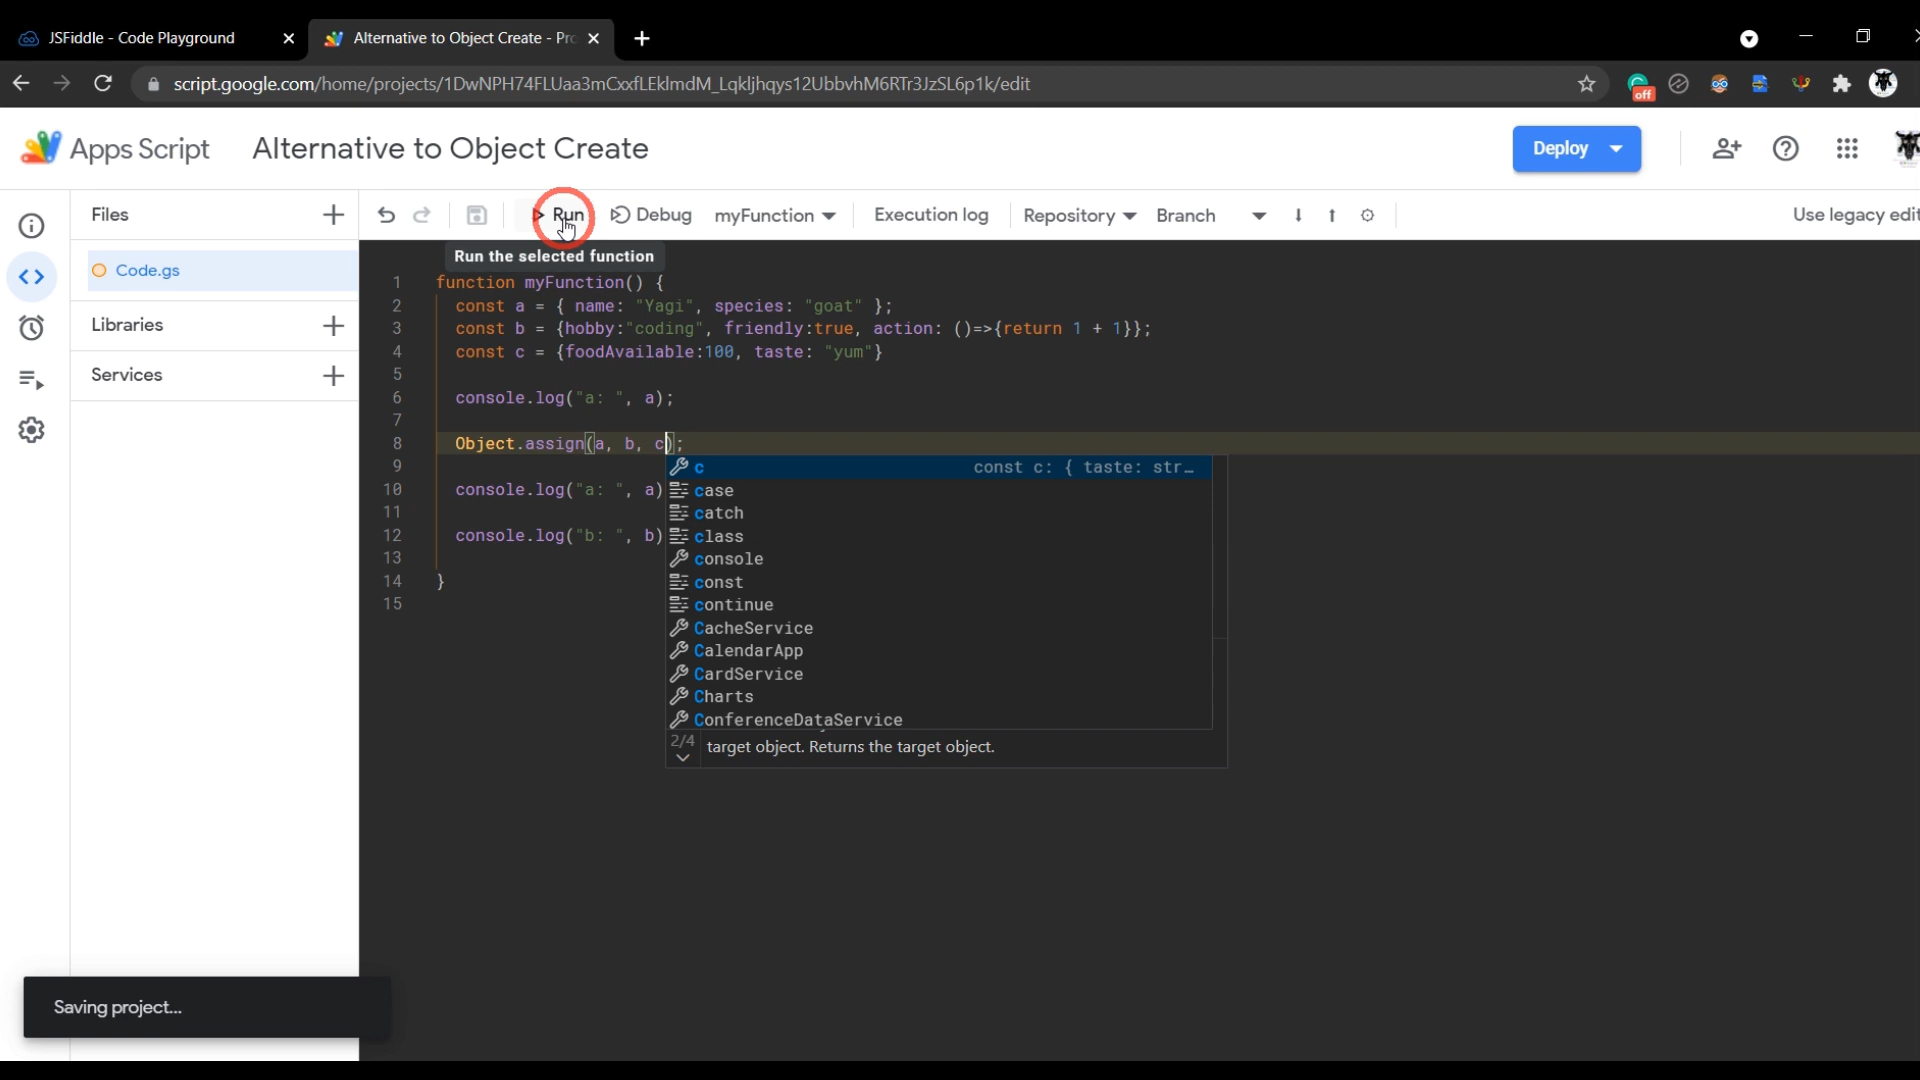 JSFiddle - Code Playground
Alternative to Object Create - Pro
script.google.com/home/projects/1DwNPH74FLUaa3mCxxfLEklmdM_Lqkljhqys12UbbvhM6RTr3JzSL6p1k/edit
off
Apps Script
Alternative to Object Create
Deploy
Files
Run
Debug
myFunction
Execution log
Repository
Branch
Use legacy edit
Run the selected function
Code.gs
Libraries
Services
1 function myFunction() {
2 const a = { name: "Yagi", species: "goat" };
3 const b = {hobby:"coding", friendly:true, action: ()=>{return 1 + 1}};
4 const c = {foodAvailable:100, taste: "yum"}
5
6 console.log("a: ", a);
7
8 Object.assign(a, b, c);
9
10 console.log("a: ", a)
11
12 console.log("b: ", b)
13
14 }
15
c const c: { taste: str…
case
catch
class
console
const
continue
CacheService
CalendarApp
CardService
Charts
ConferenceDataService
2/4 target object. Returns the target object.
Saving project...